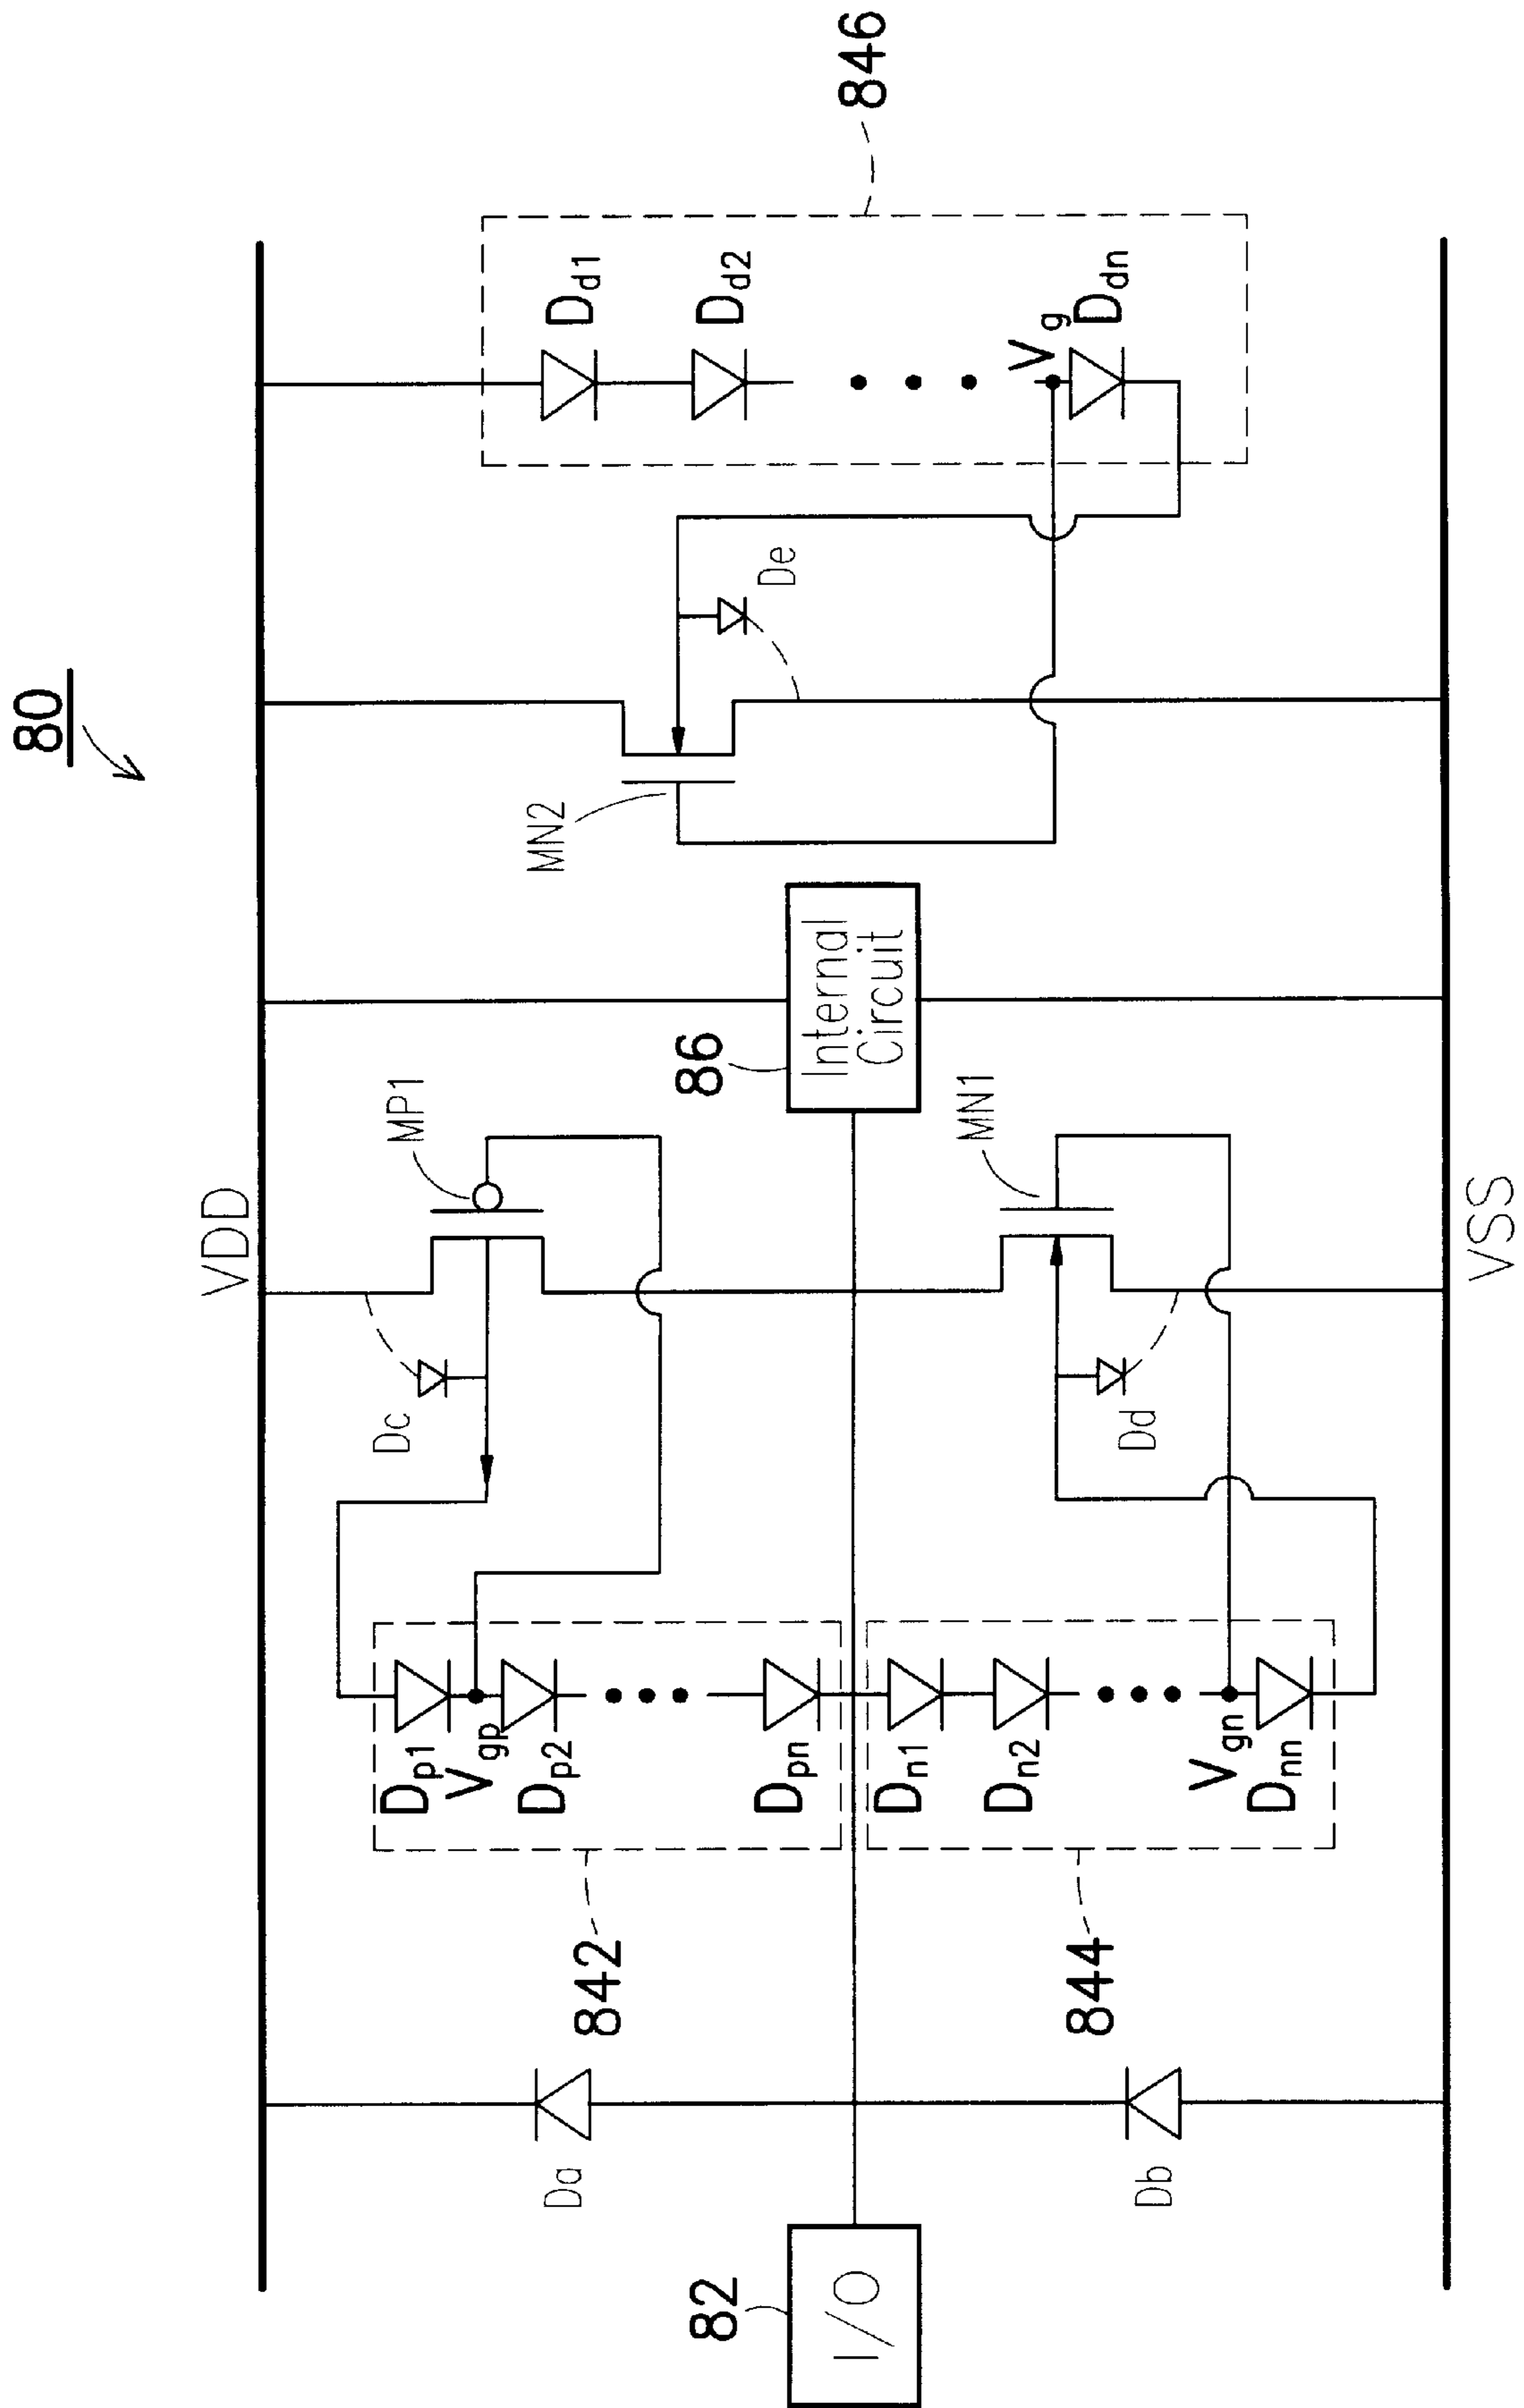 80
VDD
Dp1
Vgp
Dp2
Dpn
842
Dc
MP1
Da
82
I/O
86
Internal
Circuit
Dn1
Dn2
Vgn
Dnn
844
Dd
MN1
Db
MN2
De
Dd1
Dd2
Vg
Ddn
846
VSS